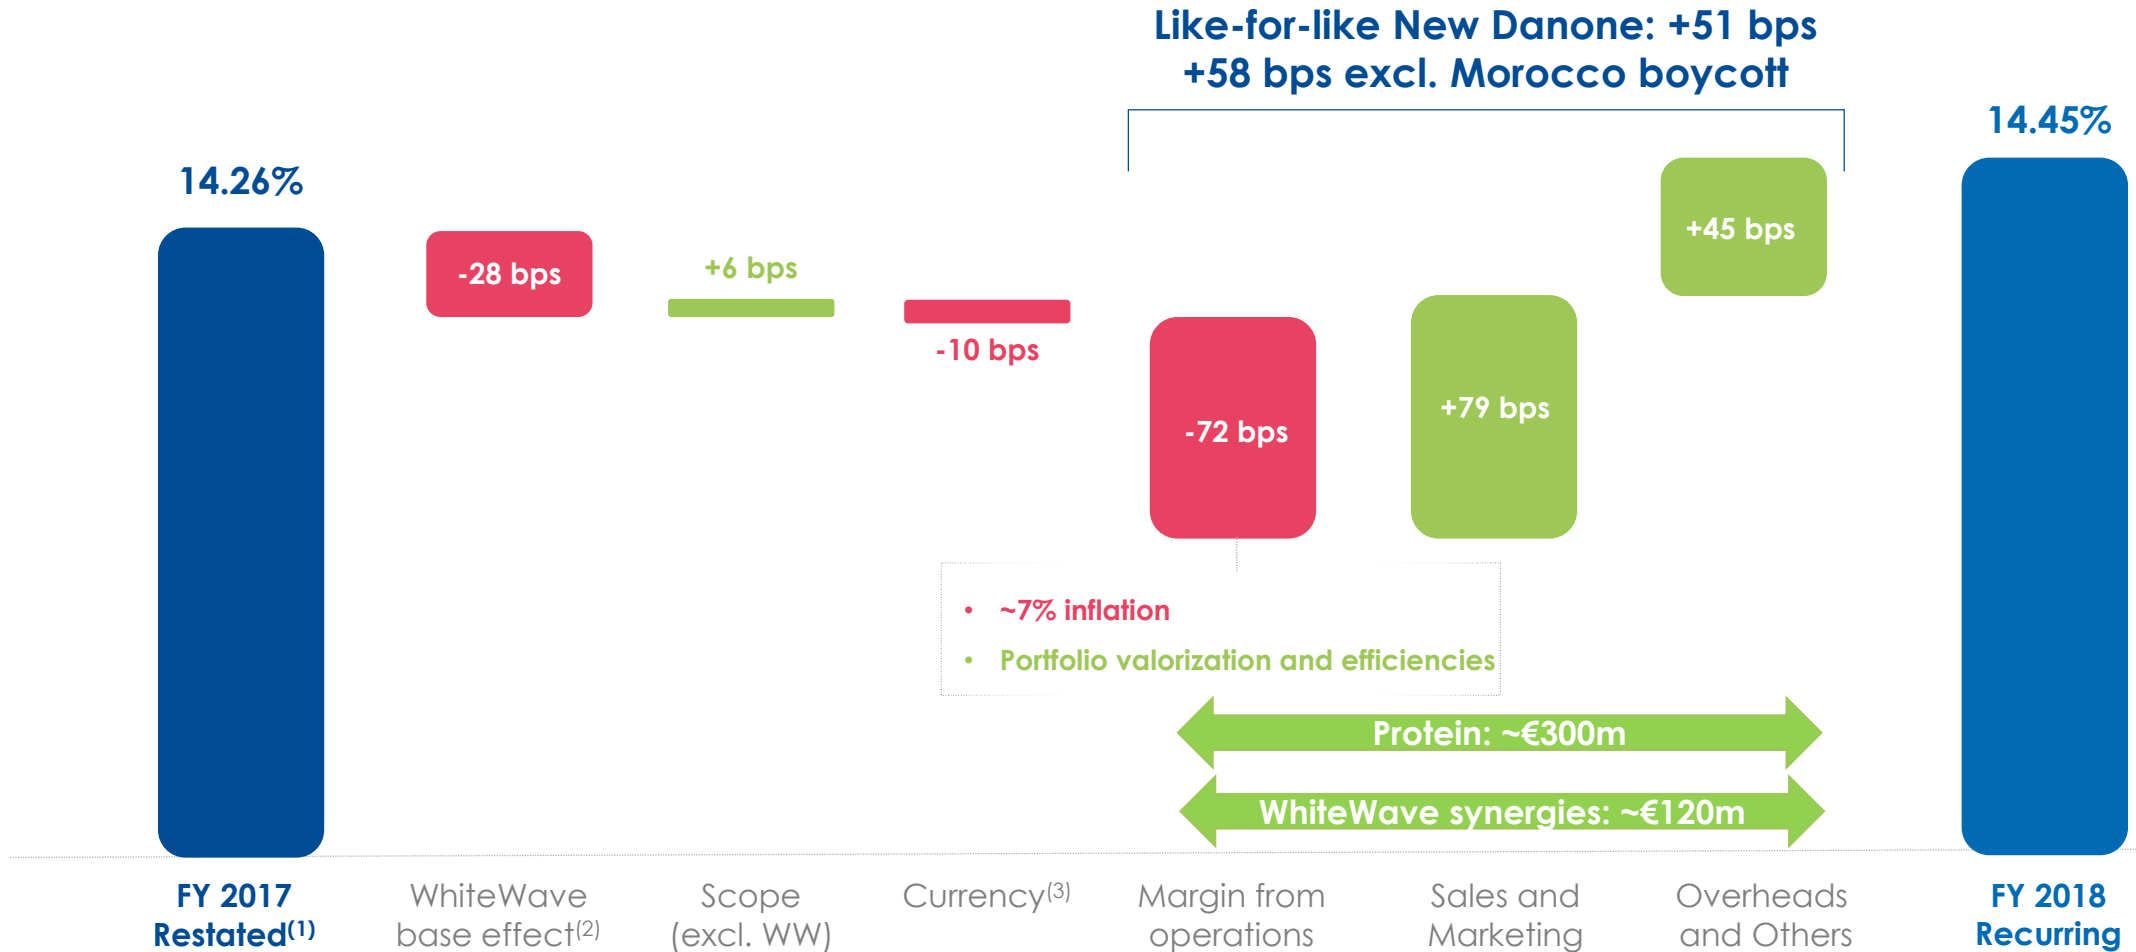 Like-for-like New Danone: +51 bps
+58 bps excl. Morocco boycott
14.26%
-28 bps
+6 bps
-10 bps
-72 bps
+79 bps
+45 bps
14.45%
• ~7% inflation
• Portfolio valorization and efficiencies
Protein: ~€300m
WhiteWave synergies: ~€120m
FY 2017
Restated(1)
WhiteWave
base effect(2)
Scope
(excl. WW)
Currency(3)
Margin from
operations
Sales and
Marketing
Overheads
and Others
FY 2018
Recurring